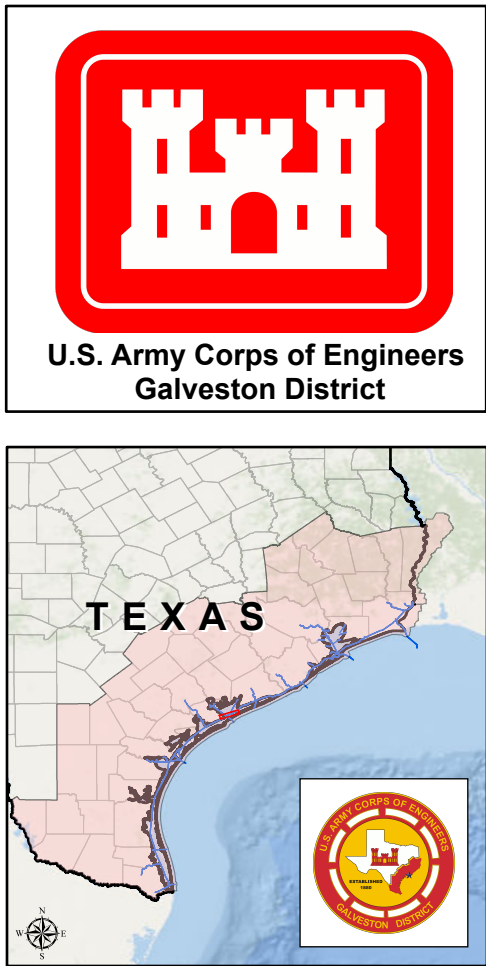 U.S. Army Corps of Engineers
Galveston District
TEXAS
U.S. ARMY CORPS OF ENGINEERS
ESTABLISHED
1880
GALVESTON DISTRICT
N
W
E
S